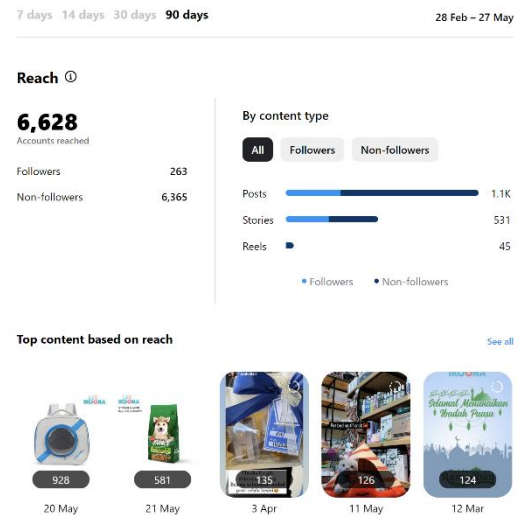 7 days 14 days 30 days 90 days
28 Feb – 27 May
Reach
6,628
Accounts reached
Followers 263
Non-followers 6,365
By content type
All Followers Non-followers
Posts 1.1K
Stories 531
Reels 45
Followers Non-followers
Top content based on reach
See all
Selamat Menunaikan
Ibadah Puasa
928 581 135 126 124
20 May 21 May 3 Apr 11 May 12 Mar